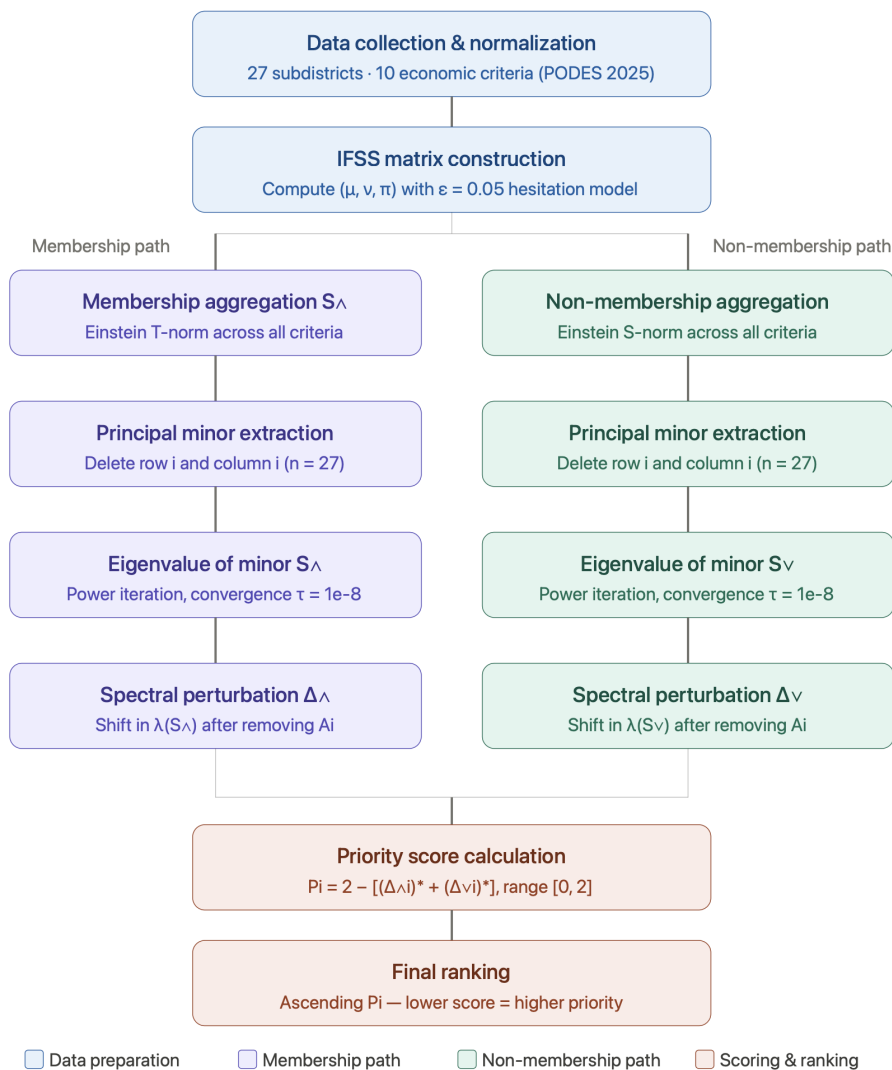 Data collection & normalization
27 subdistricts · 10 economic criteria (PODES 2025)
IFSS matrix construction
Compute (μ, ν, π) with ε = 0.05 hesitation model
Membership path
Non-membership path
Membership aggregation S∧
Einstein T-norm across all criteria
Non-membership aggregation
Einstein S-norm across all criteria
Principal minor extraction
Delete row i and column i (n = 27)
Principal minor extraction
Delete row i and column i (n = 27)
Eigenvalue of minor S∧
Power iteration, convergence τ = 1e-8
Eigenvalue of minor S∨
Power iteration, convergence τ = 1e-8
Spectral perturbation Δ∧
Shift in λ(S∧) after removing Ai
Spectral perturbation Δ∨
Shift in λ(S∨) after removing Ai
Priority score calculation
Pi = 2 − [(Δ∧i)* + (Δ∨i)*], range [0, 2]
Final ranking
Ascending Pi — lower score = higher priority
Data preparation
Membership path
Non-membership path
Scoring & ranking